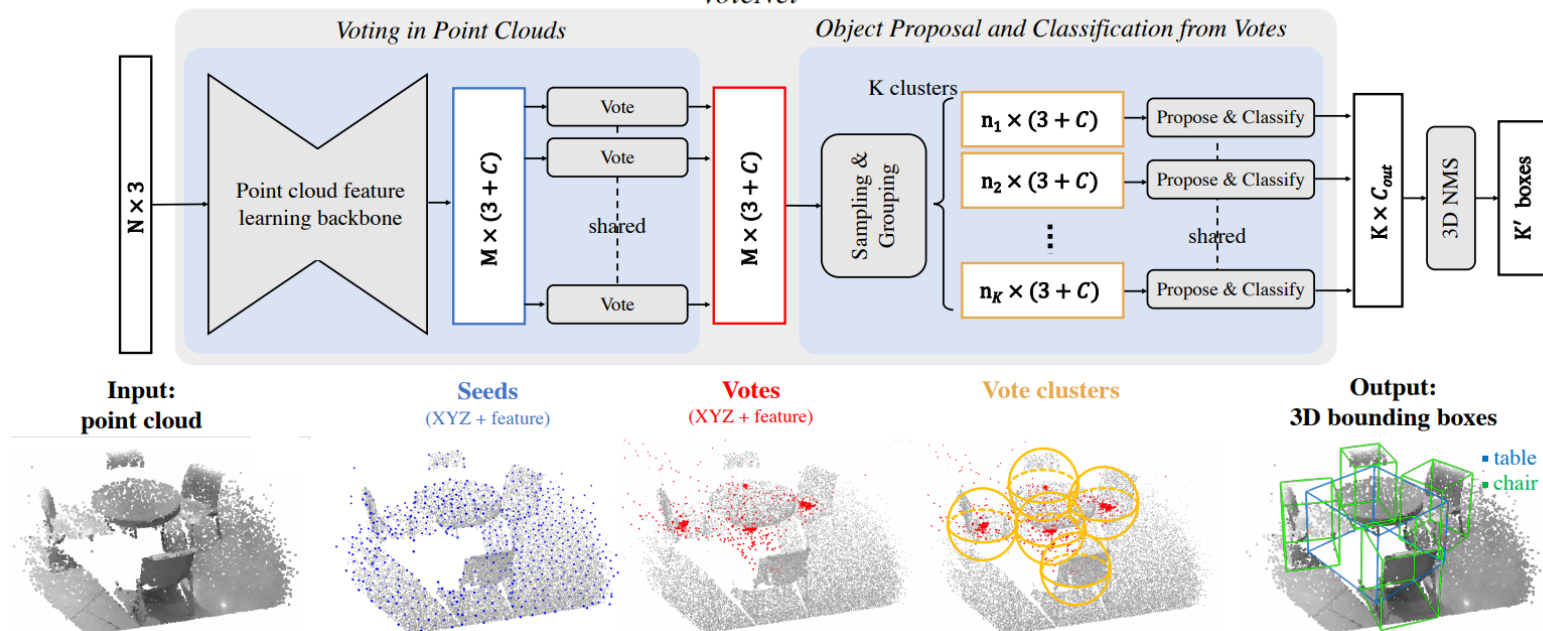 Voting in Point Clouds
Object Proposal and Classification from Votes
N × 3
Point cloud feature
learning backbone
M × (3 + C)
Vote
Vote
shared
Vote
M × (3 + C)
Sampling &
Grouping
K clusters
n₁ × (3 + C)
n₂ × (3 + C)
⋮
n_K × (3 + C)
Propose & Classify
Propose & Classify
shared
Propose & Classify
K × C_out
3D NMS
K′ boxes
Input:
point cloud
Seeds
(XYZ + feature)
Votes
(XYZ + feature)
Vote clusters
Output:
3D bounding boxes
table
chair